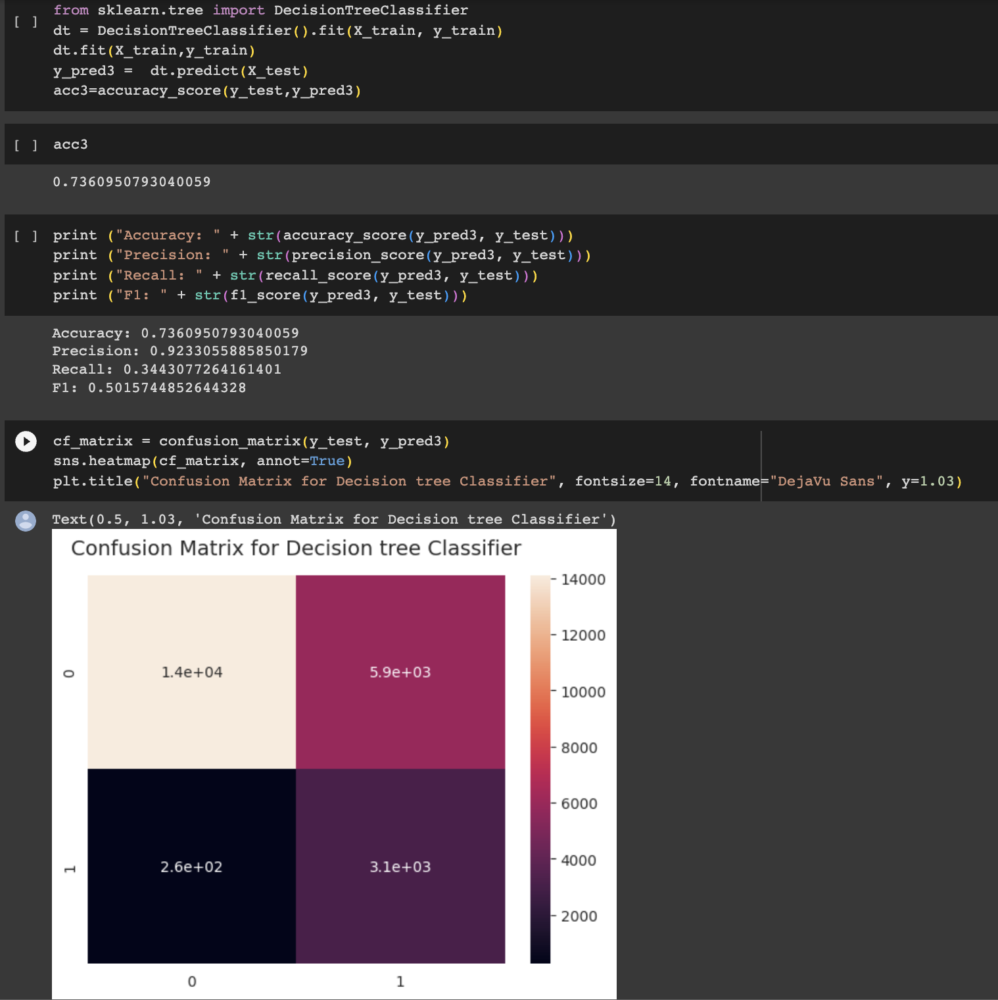 from sklearn.tree import DecisionTreeClassifier
[ ]
dt = DecisionTreeClassifier().fit(X_train, y_train)
dt.fit(X_train,y_train)
y_pred3 =  dt.predict(X_test)
acc3=accuracy_score(y_test,y_pred3)
[ ] acc3
0.7360950793040059
[ ] print ("Accuracy: " + str(accuracy_score(y_pred3, y_test)))
print ("Precision: " + str(precision_score(y_pred3, y_test)))
print ("Recall: " + str(recall_score(y_pred3, y_test)))
print ("F1: " + str(f1_score(y_pred3, y_test)))
Accuracy: 0.7360950793040059
Precision: 0.9233055885850179
Recall: 0.3443077264161401
F1: 0.5015744852644328
cf_matrix = confusion_matrix(y_test, y_pred3)
sns.heatmap(cf_matrix, annot=True)
plt.title("Confusion Matrix for Decision tree Classifier", fontsize=14, fontname="DejaVu Sans", y=1.03)
Text(0.5, 1.03, 'Confusion Matrix for Decision tree Classifier')
Confusion Matrix for Decision tree Classifier
14000
12000
10000
8000
6000
4000
2000
0
1.4e+04 5.9e+03
1
2.6e+02 3.1e+03
0 1